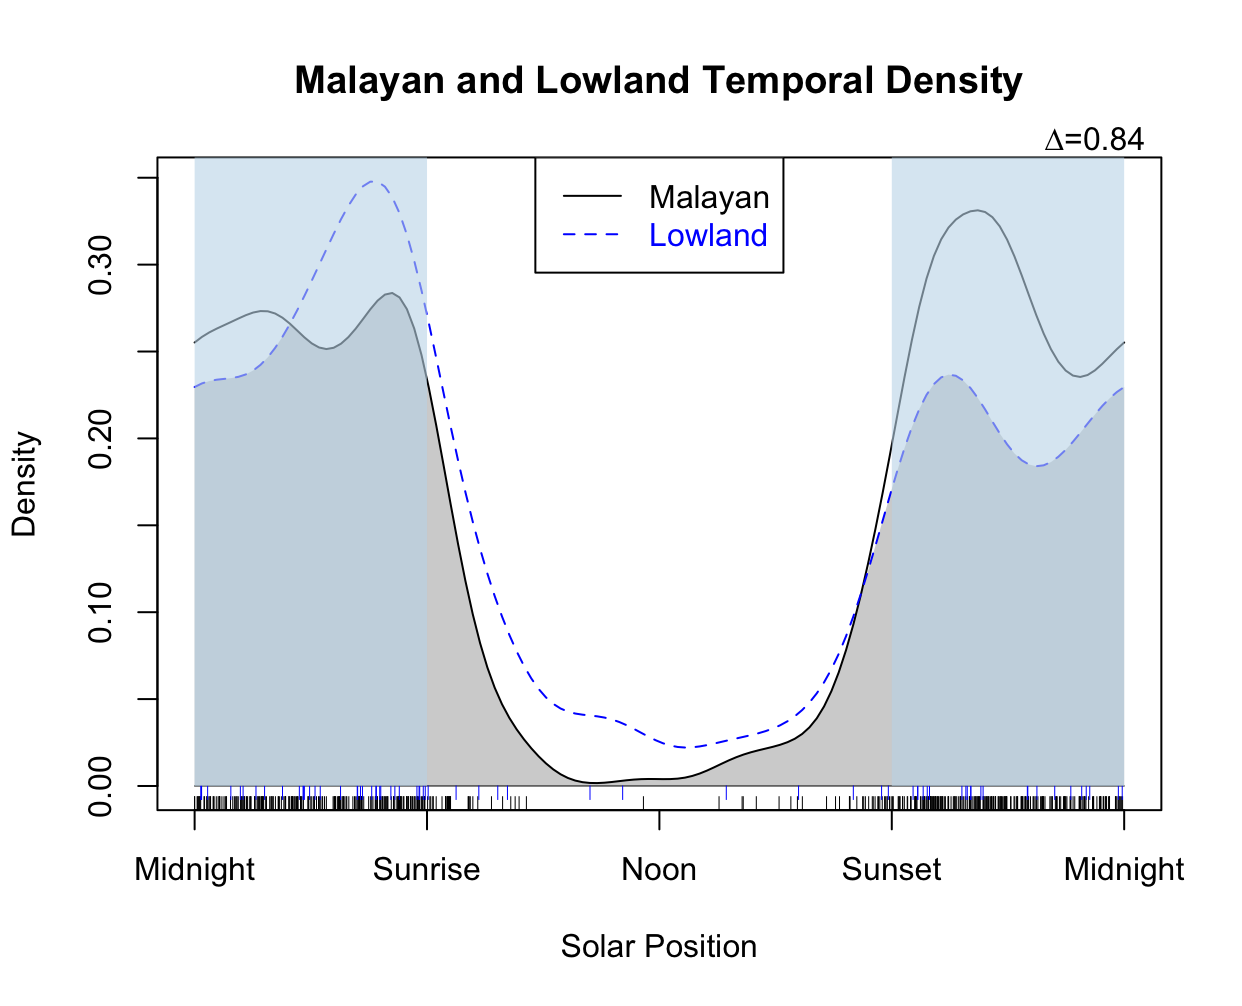 Malayan and Lowland Temporal Density
Δ=0.84
Malayan
Lowland
0.30
0.20
0.10
0.00
Density
Midnight Sunrise Noon Sunset Midnight
Solar Position